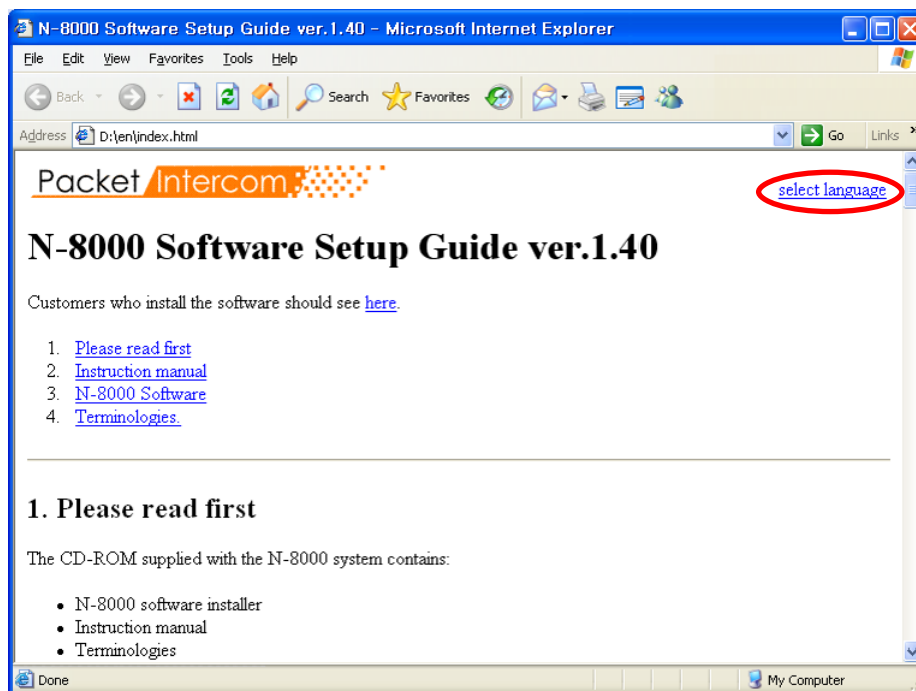 N-8000 Software Setup Guide ver.1.40 - Microsoft Internet Explorer
File Edit View Favorites Tools Help
Back Search Favorites
Address D:\en\index.html Go Links »
Packet Intercom
select language
N-8000 Software Setup Guide ver.1.40
Customers who install the software should see here.
1. Please read first
2. Instruction manual
3. N-8000 Software
4. Terminologies.
1. Please read first
The CD-ROM supplied with the N-8000 system contains:
• N-8000 software installer
• Instruction manual
• Terminologies
Done My Computer